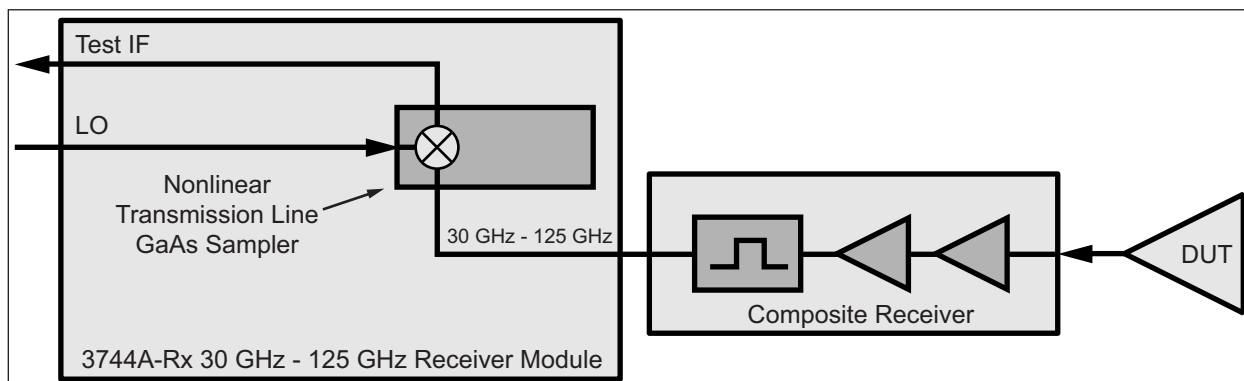 Test IF
LO
Nonlinear
Transmission Line
GaAs Sampler
30 GHz - 125 GHz
DUT
Composite Receiver
3744A-Rx 30 GHz - 125 GHz Receiver Module